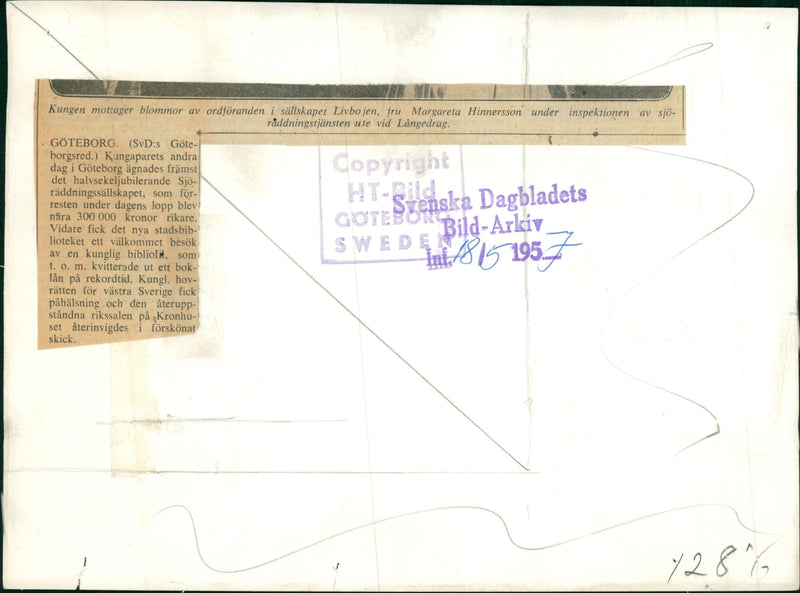 Kungen mottager blommor av ordföranden i sällskapet Livbojen, fru Margareta Hinnersson under inspektionen av sjö-
räddningstjänsten ute vid Långedrag.
GÖTEBORG. (SvD:s Göte-
borgsred.) Kungaparets andra
dag i Göteborg ägnades främst
det halvsekeljubilerande Sjö-
räddningssällskapet, som för-
resten under dagens lopp blev
nära 300 000 kronor rikare.
Vidare fick det nya stadsbib-
lioteket ett välkommet besök
av en kunglig bibliofil, som
t. o. m. kvitterade ut ett bok-
lån på rekordtid. Kungl. hov-
rätten för västra Sverige fick
påhälsning och den återupp-
ståndna rikssalen på Kronhu-
set återinvigdes i förskönat
skick.
Copyright
HT-Bild
GÖTEBORG
SWEDEN
Svenska Dagbladets
Bild-Arkiv
Inf. 18/5 1957